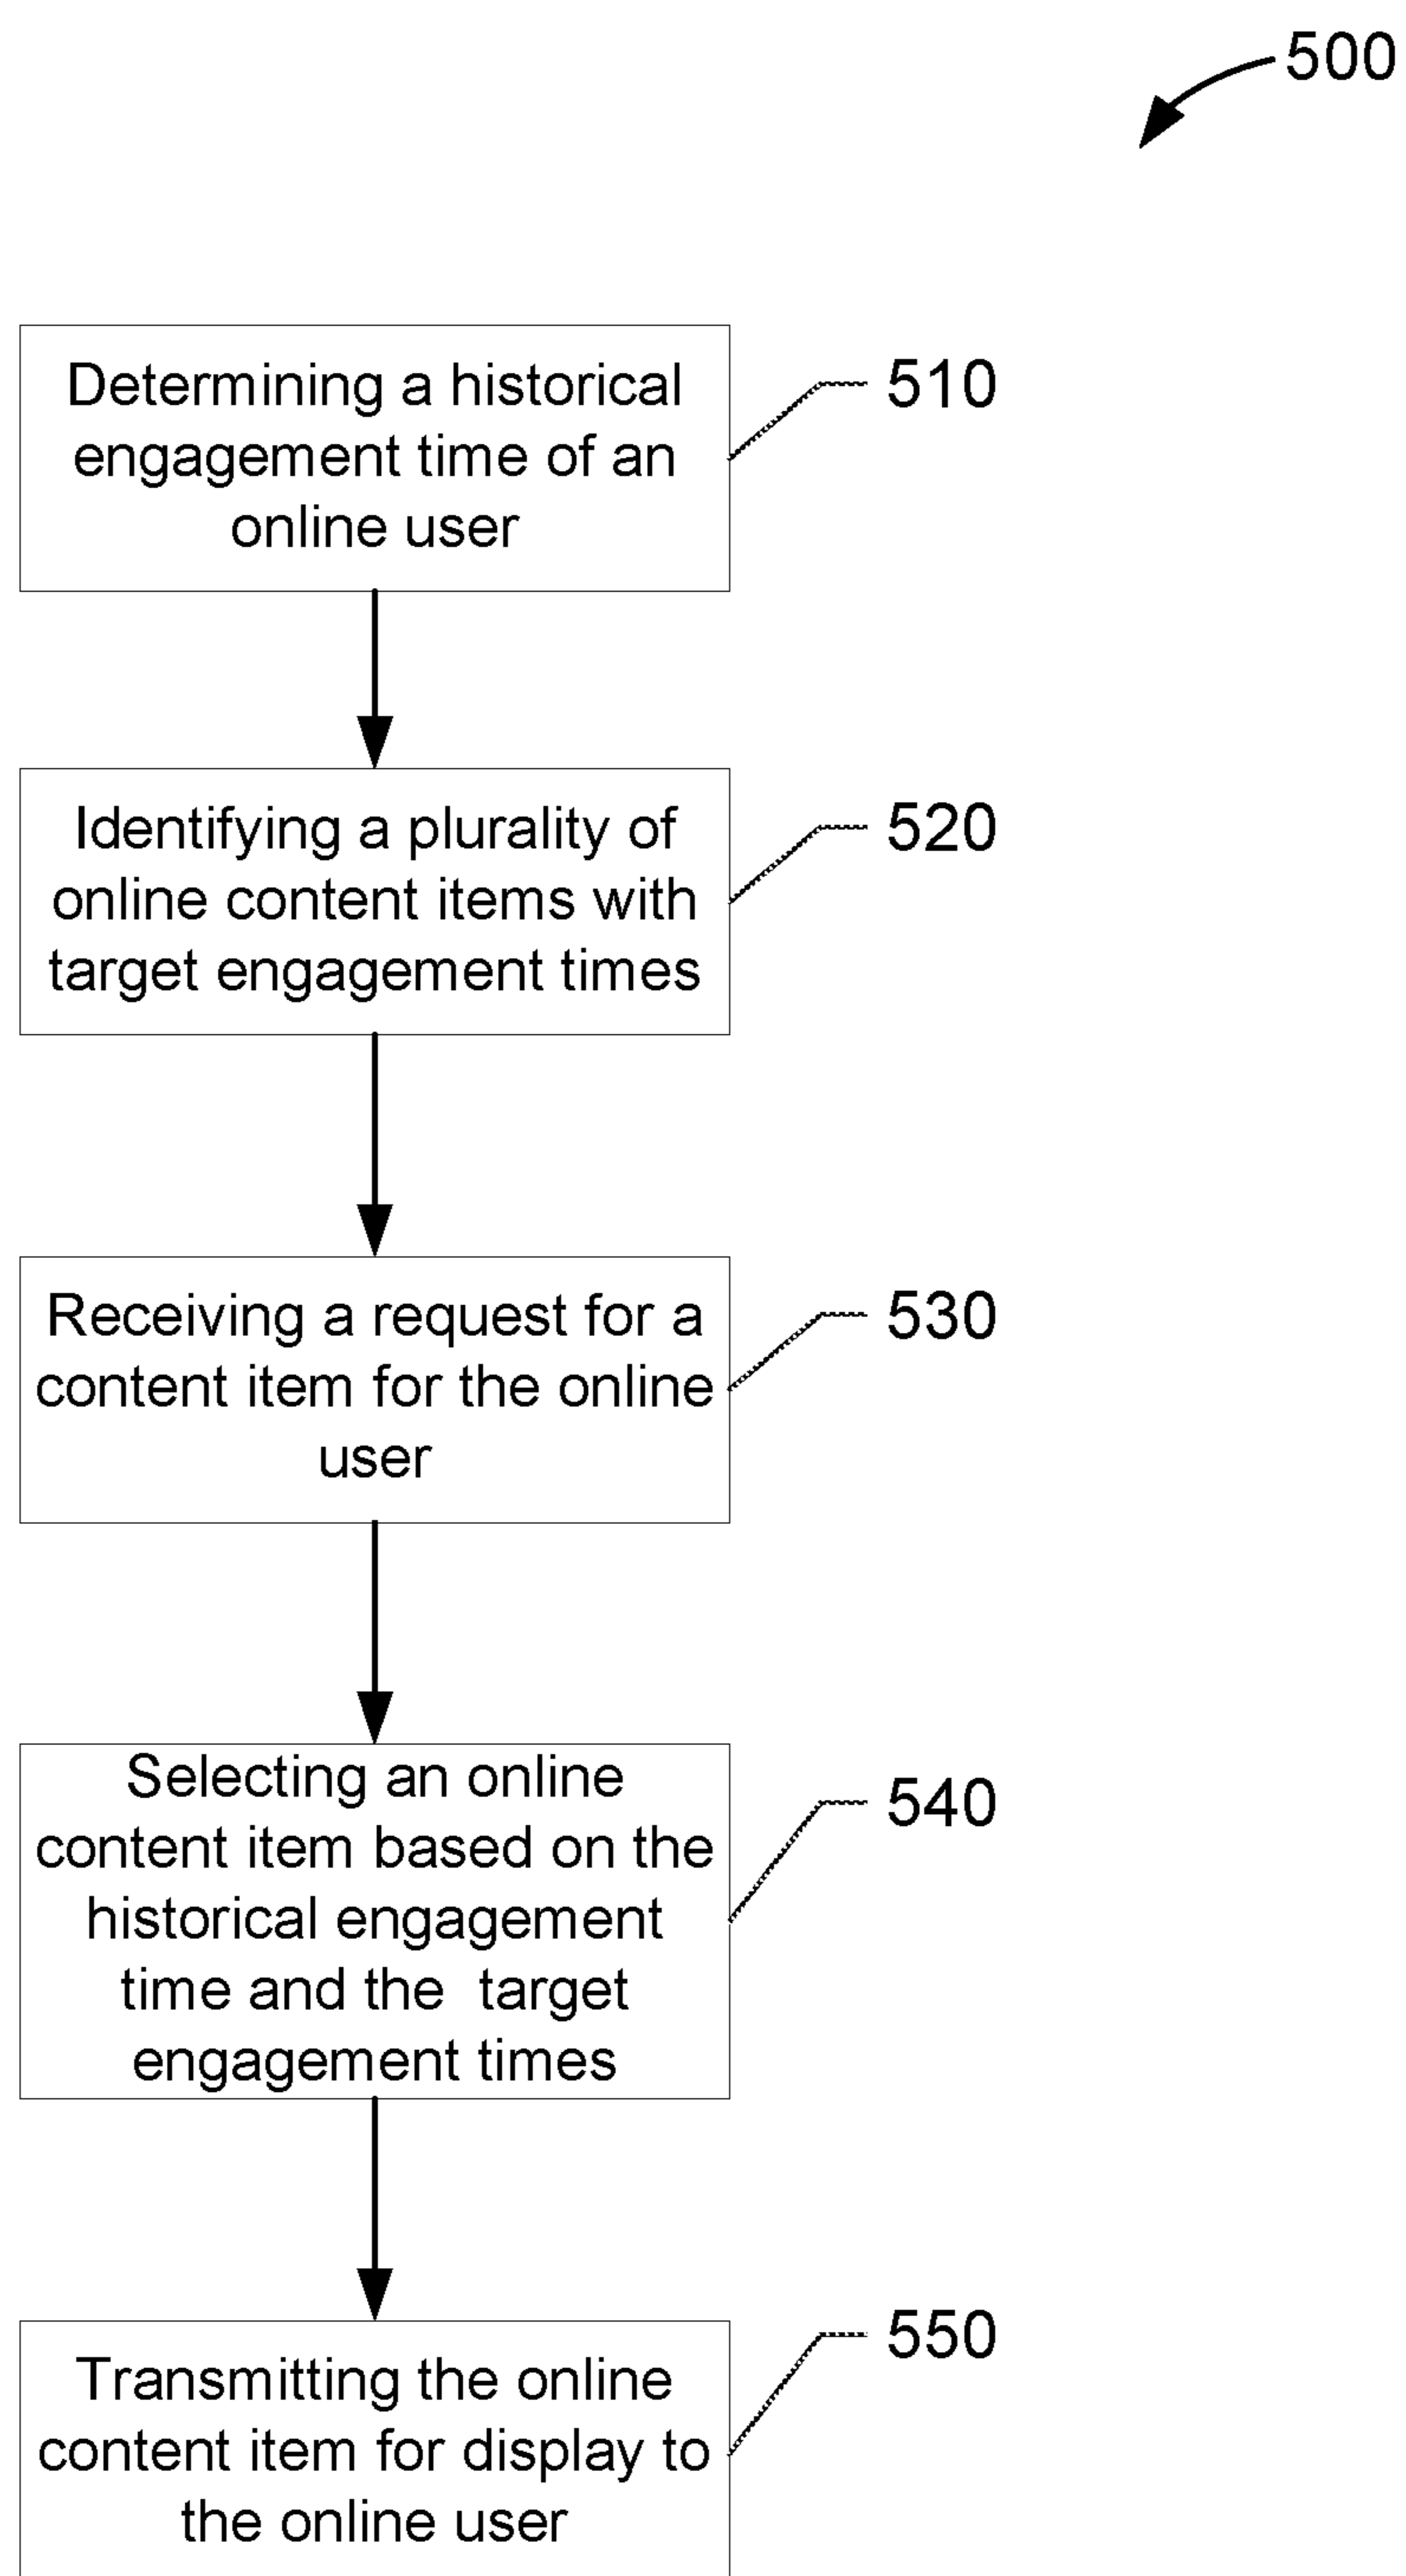 500
Determining a historical
engagement time of an
online user
510
Identifying a plurality of
online content items with
target engagement times
520
Receiving a request for a
content item for the online
user
530
Selecting an online
content item based on the
historical engagement
time and the  target
engagement times
540
Transmitting the online
content item for display to
the online user
550